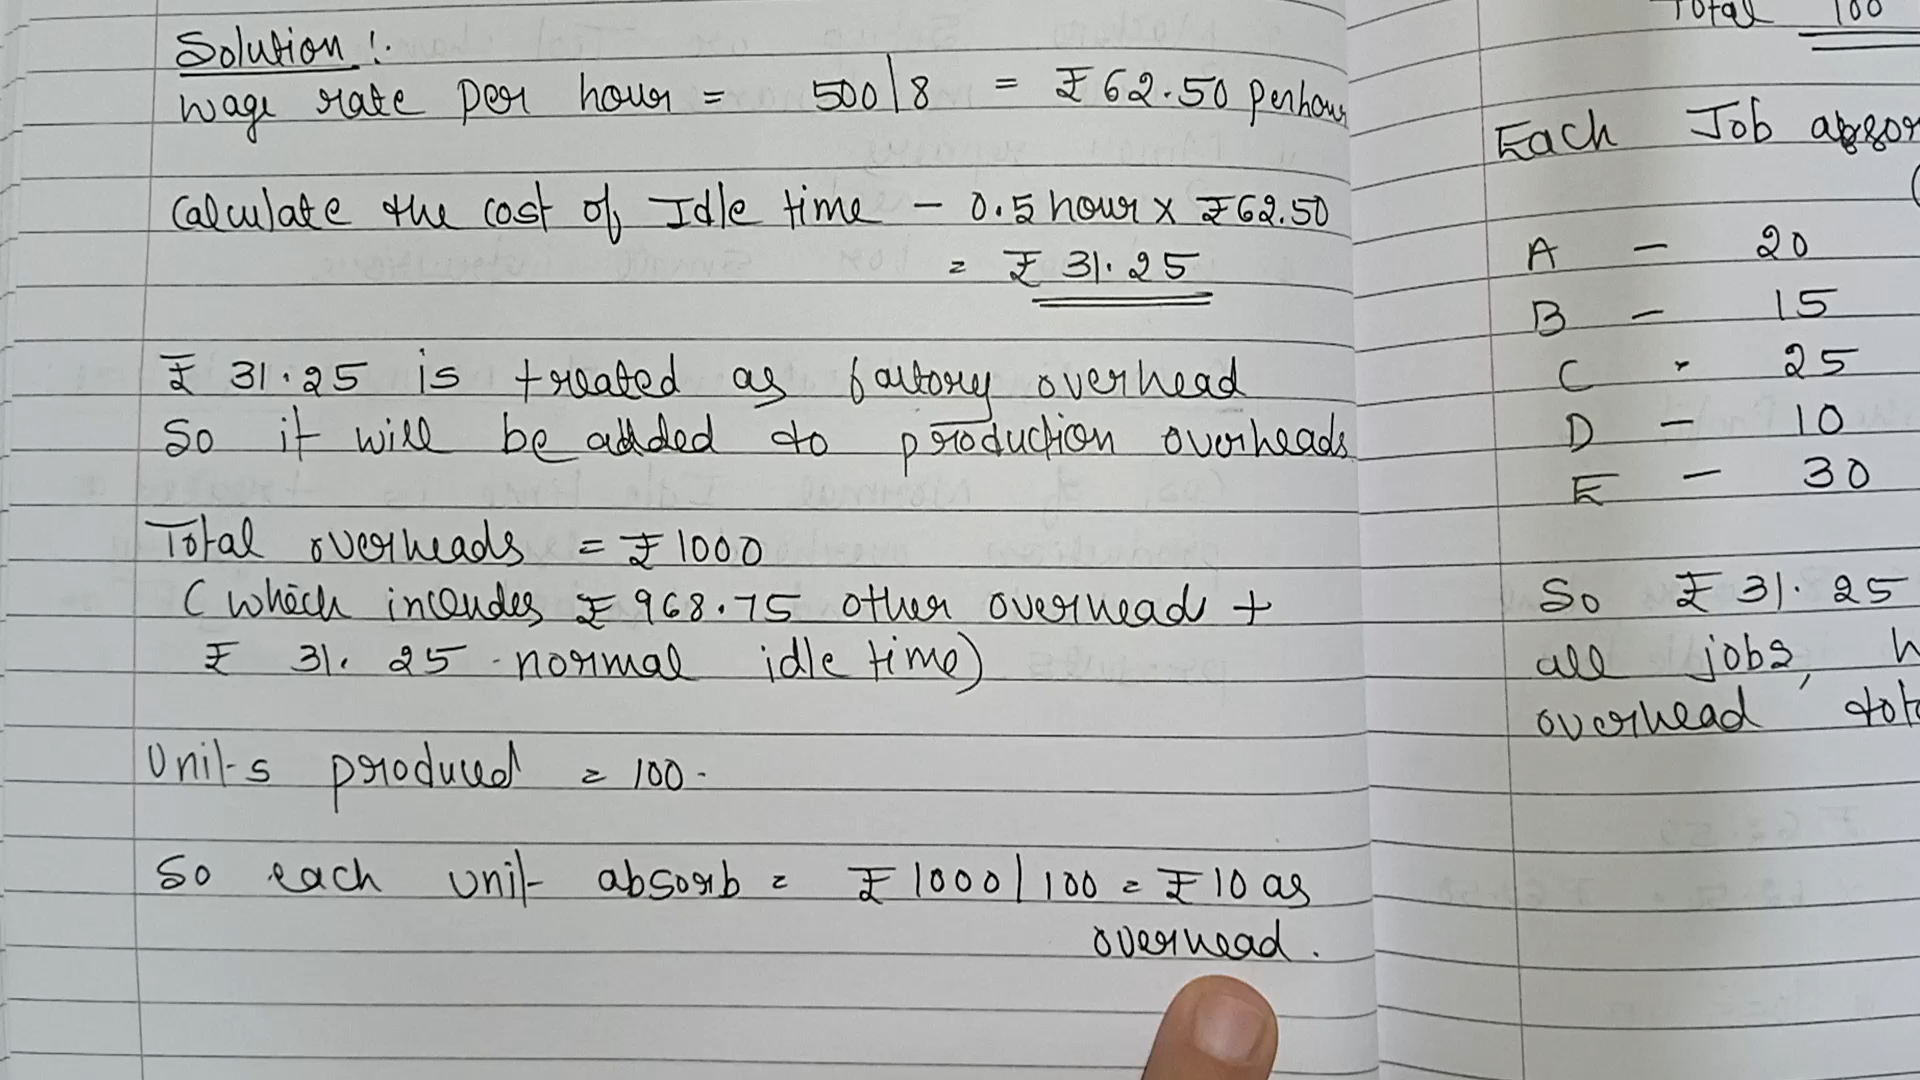 Solution :
wage rate per hour = 500/8 = ₹62.50 per hour
Calculate the cost of Idle time - 0.5 hour x ₹62.50
= ₹ 31.25
₹ 31.25 is treated as factory overhead
So it will be added to production overheads
Total overheads = ₹1000
(which includes ₹968.75 other overhead +
₹ 31.25 normal idle time)
Units produced = 100.
So each unit absorb = ₹1000/100 = ₹10 as
overhead.
Total 100
Each Job absor
(
A - 20
B - 15
C - 25
D - 10
E - 30
So ₹ 31.25
all jobs, h
overhead, tot